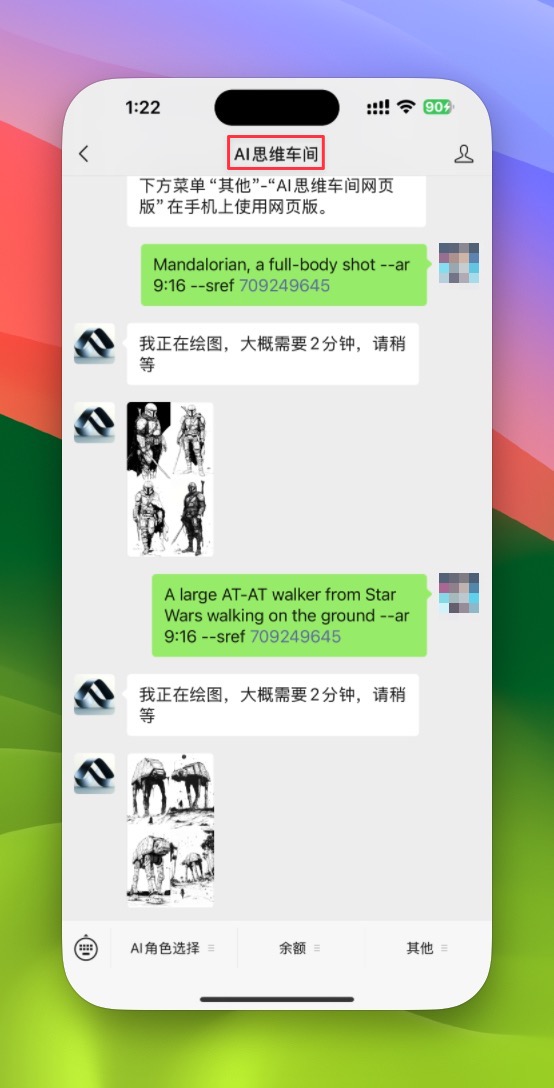 1:22
90
AI思维车间
下方菜单“其他”-“AI思维车间网页
版”在手机上使用网页版。
Mandalorian, a full-body shot --ar
9:16 --sref 709249645
我正在绘图，大概需要2分钟，请稍
等
A large AT-AT walker from Star
Wars walking on the ground --ar
9:16 --sref 709249645
我正在绘图，大概需要2分钟，请稍
等
AI角色选择
余额
其他